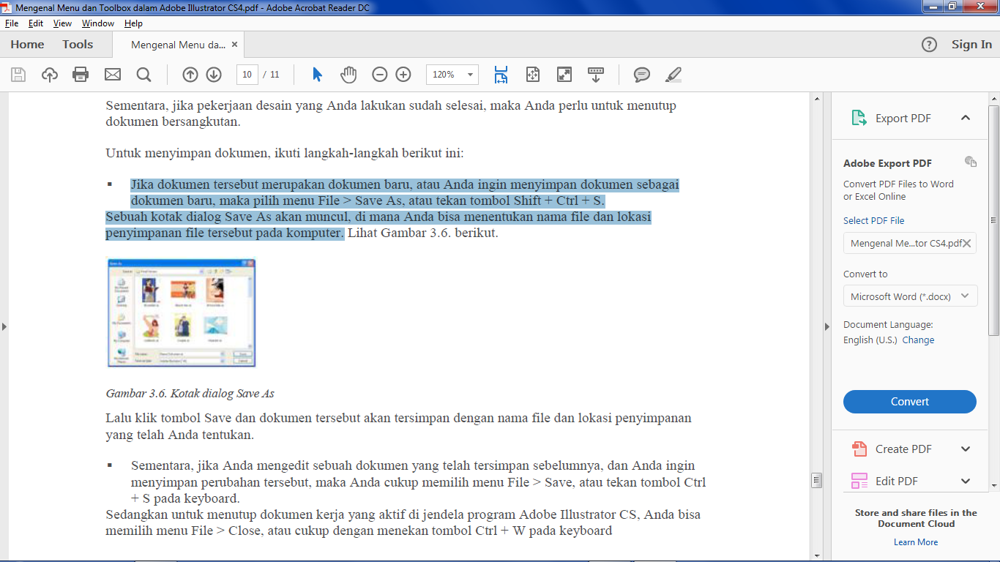 Mengenal Menu dan Toolbox dalam Adobe Illustrator CS4.pdf - Adobe Acrobat Reader DC
File Edit View Window Help
Home Tools Mengenal Menu da... × Sign In
10 / 11 120%
Sementara, jika pekerjaan desain yang Anda lakukan sudah selesai, maka Anda perlu untuk menutup
dokumen bersangkutan.
Untuk menyimpan dokumen, ikuti langkah-langkah berikut ini:
▪ Jika dokumen tersebut merupakan dokumen baru, atau Anda ingin menyimpan dokumen sebagai
dokumen baru, maka pilih menu File > Save As, atau tekan tombol Shift + Ctrl + S.
Sebuah kotak dialog Save As akan muncul, di mana Anda bisa menentukan nama file dan lokasi
penyimpanan file tersebut pada komputer. Lihat Gambar 3.6. berikut.
Gambar 3.6. Kotak dialog Save As
Lalu klik tombol Save dan dokumen tersebut akan tersimpan dengan nama file dan lokasi penyimpanan
yang telah Anda tentukan.
▪ Sementara, jika Anda mengedit sebuah dokumen yang telah tersimpan sebelumnya, dan Anda ingin
menyimpan perubahan tersebut, maka Anda cukup memilih menu File > Save, atau tekan tombol Ctrl
+ S pada keyboard.
Sedangkan untuk menutup dokumen kerja yang aktif di jendela program Adobe Illustrator CS, Anda bisa
memilih menu File > Close, atau cukup dengan menekan tombol Ctrl + W pada keyboard
Export PDF
Adobe Export PDF
Convert PDF Files to Word
or Excel Online
Select PDF File
Mengenal Me...tor CS4.pdf
Convert to
Microsoft Word (*.docx)
Document Language:
English (U.S.) Change
Convert
Create PDF
Edit PDF
Store and share files in the
Document Cloud
Learn More